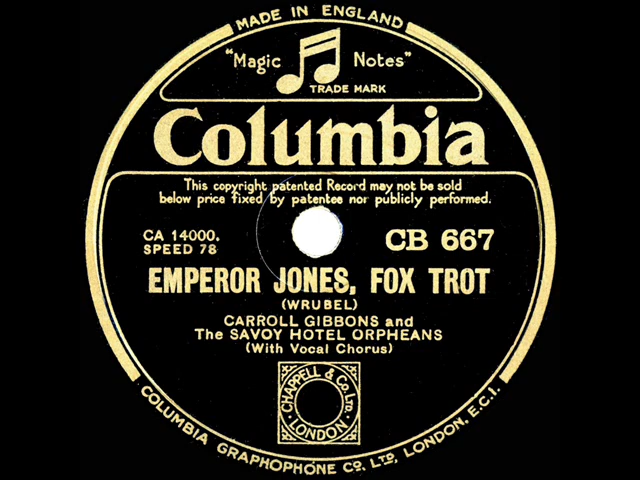 MADE IN ENGLAND
"Magic Notes"
TRADE MARK
Columbia
This copyright patented Record may not be sold
below price fixed by patentee nor publicly performed.
CA 14000.
SPEED 78
CB 667
EMPEROR JONES, FOX TROT
(WRUBEL)
CARROLL GIBBONS and
The SAVOY HOTEL ORPHEANS
(With Vocal Chorus)
CHAPPELL & Co. LTD.
LONDON
COLUMBIA GRAPHOPHONE Co. LTD, LONDON, E.C.1.